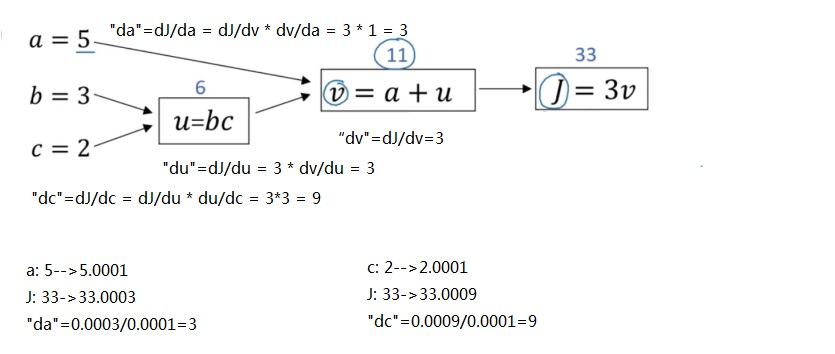 "da"=dJ/da = dJ/dv * dv/da = 3 * 1 = 3
a = 5
11
33
b = 3
6
v = a + u
J = 3v
u=bc
c = 2
"dv"=dJ/dv=3
"du"=dJ/du = 3 * dv/du = 3
"dc"=dJ/dc = dJ/du * du/dc = 3*3 = 9
a: 5-->5.0001
J: 33->33.0003
"da"=0.0003/0.0001=3
c: 2-->2.0001
J: 33->33.0009
"dc"=0.0009/0.0001=9